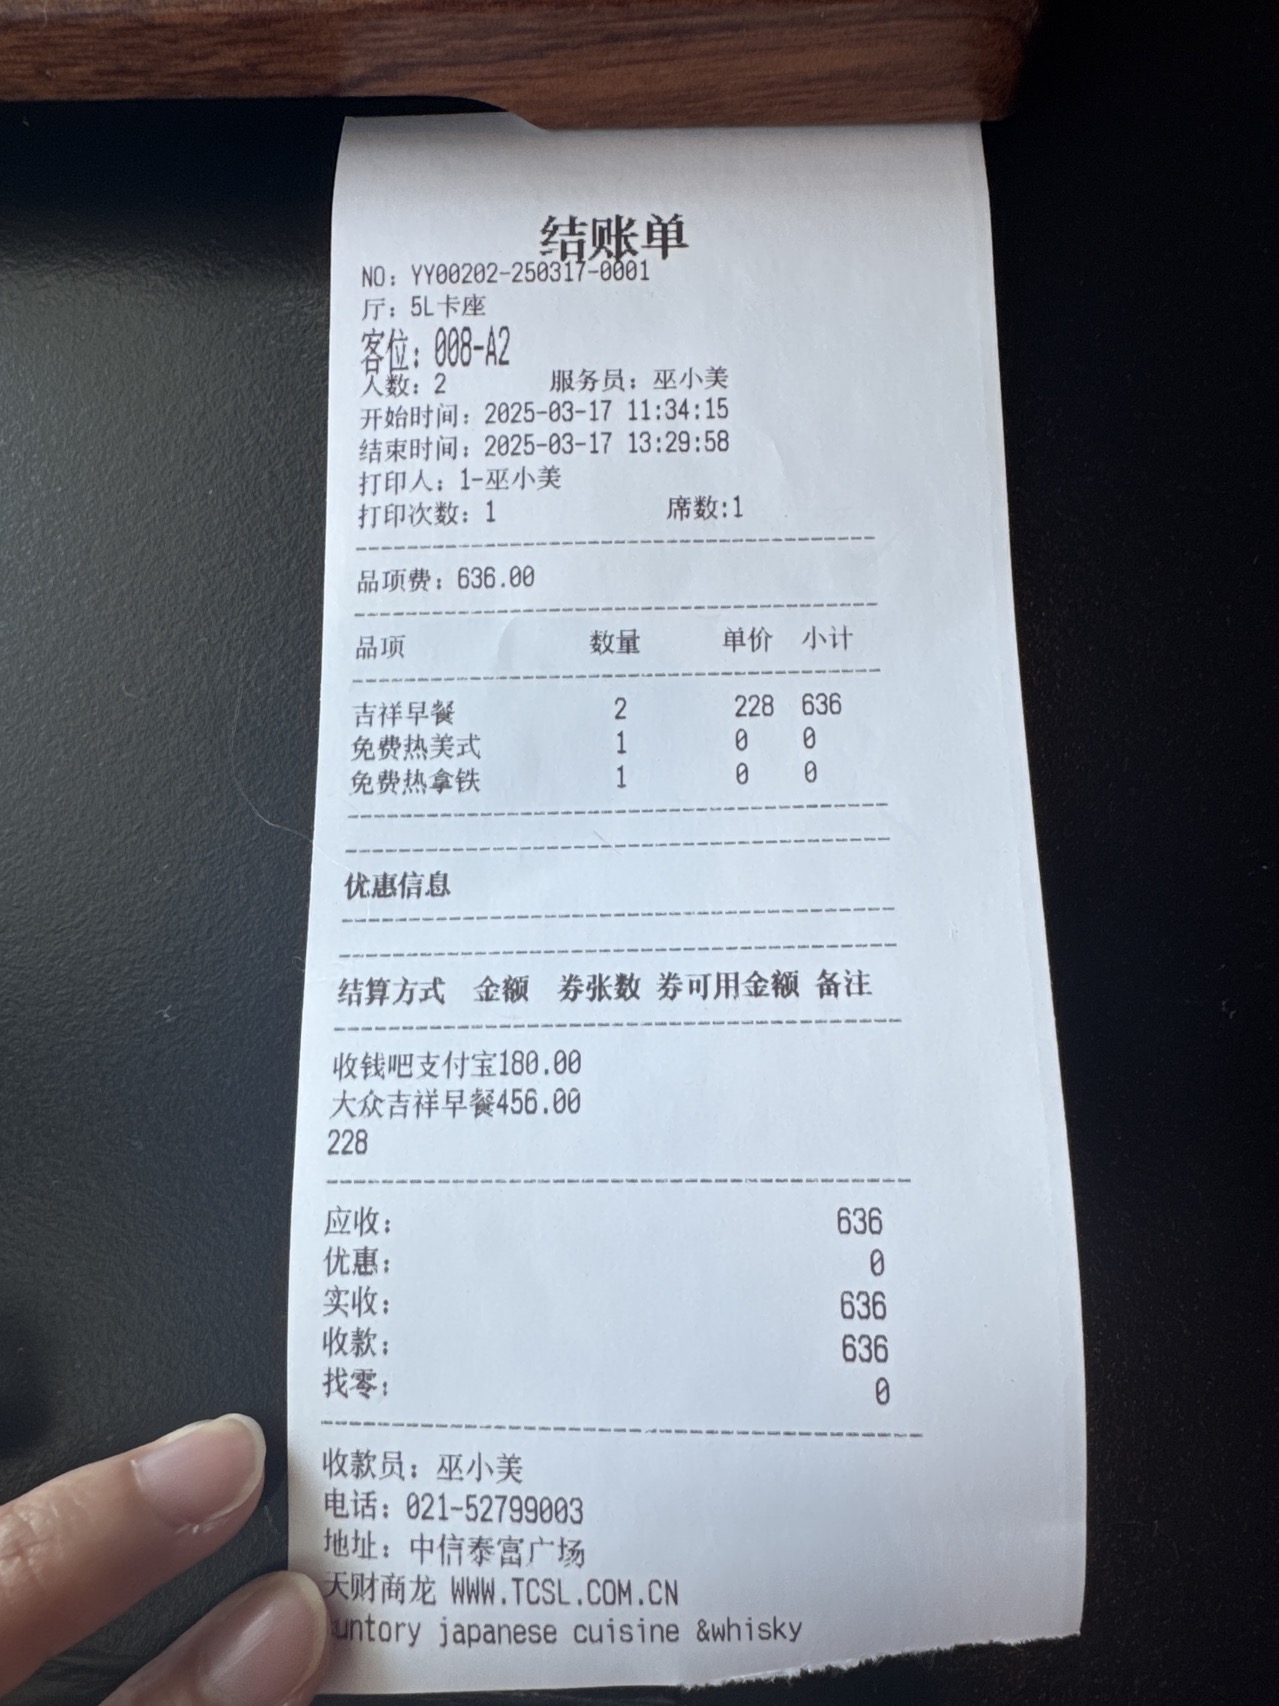 结账单
NO：YY00202-250317-0001
厅：5L卡座
客位：008-A2
人数：2 服务员：巫小美
开始时间：2025-03-17 11:34:15
结束时间：2025-03-17 13:29:58
打印人：1-巫小美
打印次数：1 席数:1
品项费：636.00
品项 数量 单价 小计
吉祥早餐 2 228 636
免费热美式 1 0 0
免费热拿铁 1 0 0
优惠信息
结算方式 金额 券张数 券可用金额 备注
收钱吧支付宝180.00
大众吉祥早餐456.00
228
应收： 636
优惠： 0
实收： 636
收款： 636
找零： 0
收款员：巫小美
电话：021-52799003
地址：中信泰富广场
天财商龙 WWW.TCSL.COM.CN
untory japanese cuisine &whisky